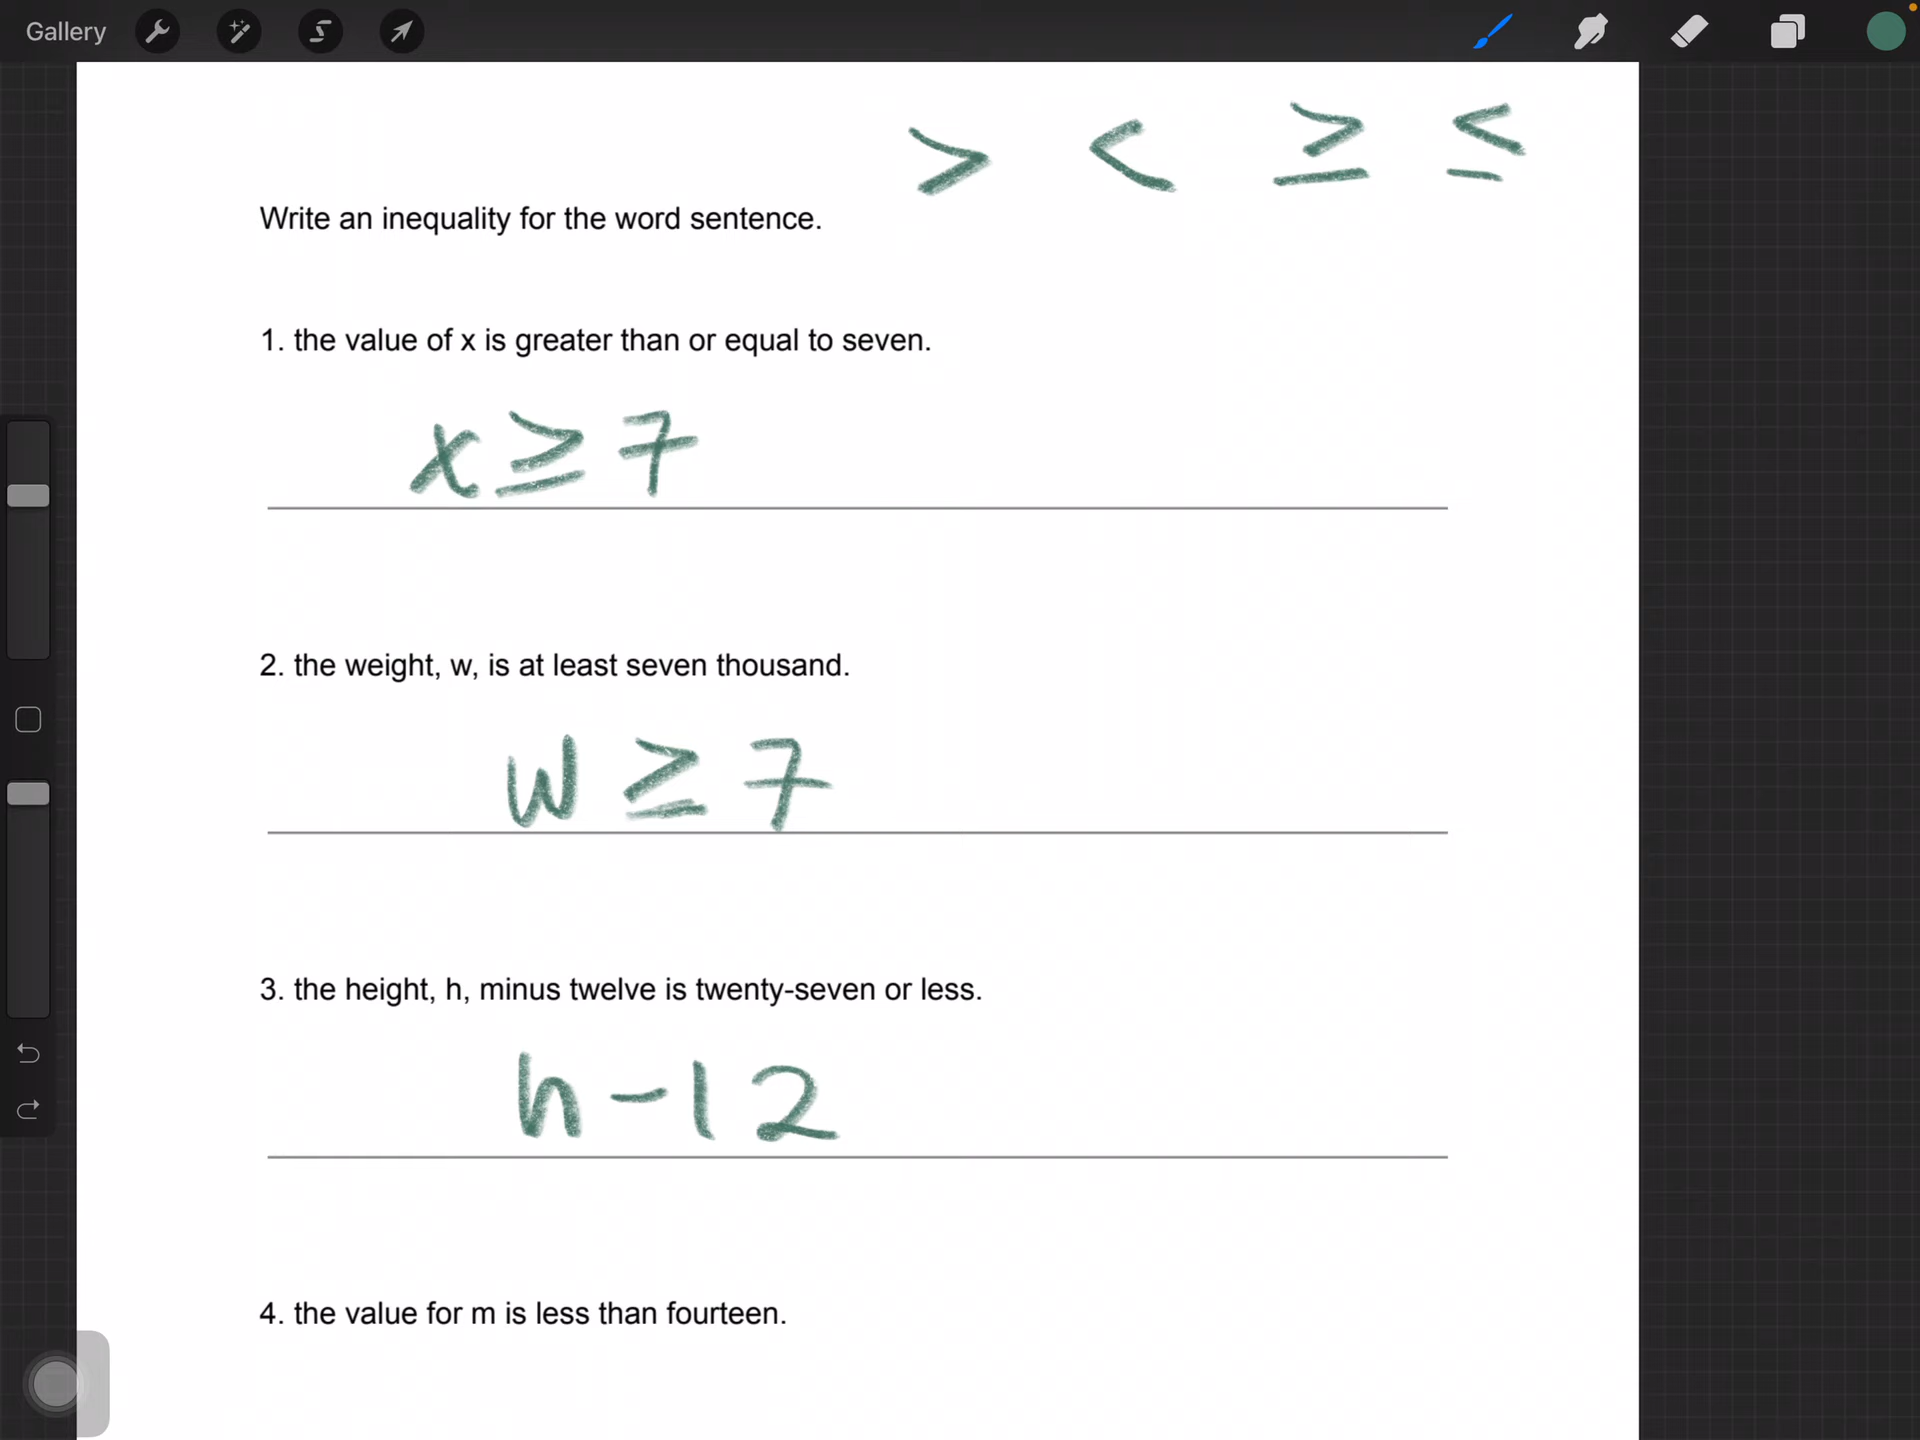 Gallery
> < ≥ ≤
Write an inequality for the word sentence.
1. the value of x is greater than or equal to seven.
x ≥ 7
2. the weight, w, is at least seven thousand.
w ≥ 7
3. the height, h, minus twelve is twenty-seven or less.
h - 12
4. the value for m is less than fourteen.